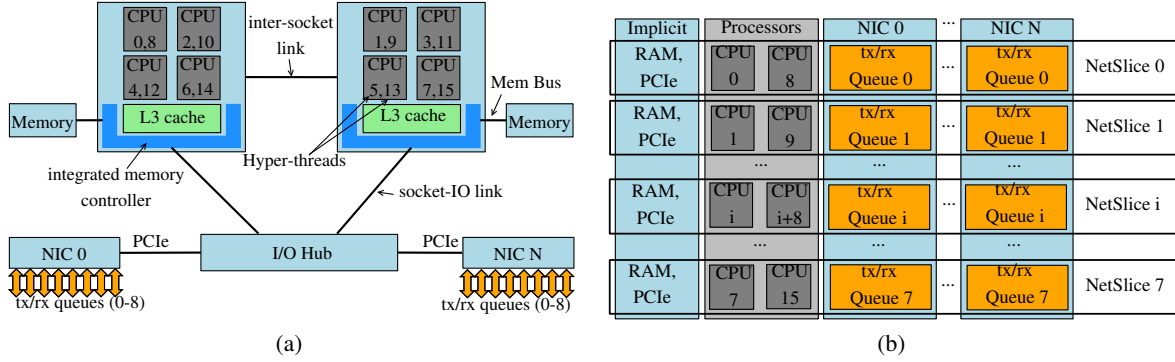 CPU
0,8
CPU
2,10
CPU
4,12
CPU
6,14
L3 cache
inter-socket
link
CPU
1,9
CPU
3,11
CPU
5,13
CPU
7,15
L3 cache
Mem Bus
Memory
Memory
Hyper-threads
integrated memory
controller
socket-IO link
NIC 0
PCIe
I/O Hub
PCIe
NIC N
tx/rx queues (0-8)
tx/rx queues (0-8)
(a)
Implicit
Processors
NIC 0
...
NIC N
RAM,
PCIe
CPU
0
CPU
8
tx/rx
Queue 0
...
tx/rx
Queue 0
NetSlice 0
RAM,
PCIe
CPU
1
CPU
9
tx/rx
Queue 1
...
tx/rx
Queue 1
NetSlice 1
...
...
...
RAM,
PCIe
CPU
i
CPU
i+8
tx/rx
Queue i
...
tx/rx
Queue i
NetSlice i
...
...
...
RAM,
PCIe
CPU
7
CPU
15
tx/rx
Queue 7
...
tx/rx
Queue 7
NetSlice 7
(b)